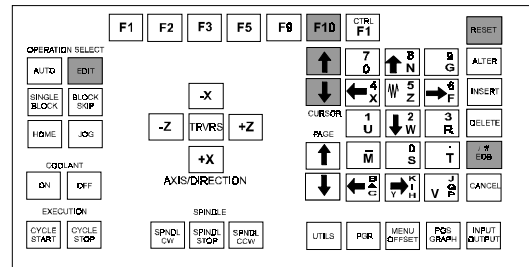 F1 F2 F3 F5 F9 F10 CTRL F1 RESET
OPERATION SELECT
AUTO EDIT
SINGLE BLOCK BLOCK SKIP
HOME JOG
COOLANT
ON OFF
EXECUTION
CYCLE START CYCLE STOP
-X
-Z TRVRS +Z
+X
AXIS/DIRECTION
SPINDLE
SPNDL CW SPINDL STOP SPNDL CCW
7 8 N 9 G ALTER
4 X 5 Z 6 F INSERT
CURSOR
1 U 2 W 3 R DELETE
PAGE
M 0 S . T / * # EOB
B C Y K I H V J Q P CANCEL
UTILS PGR MENU OFFSET POS GRAPH INPUT OUTPUT